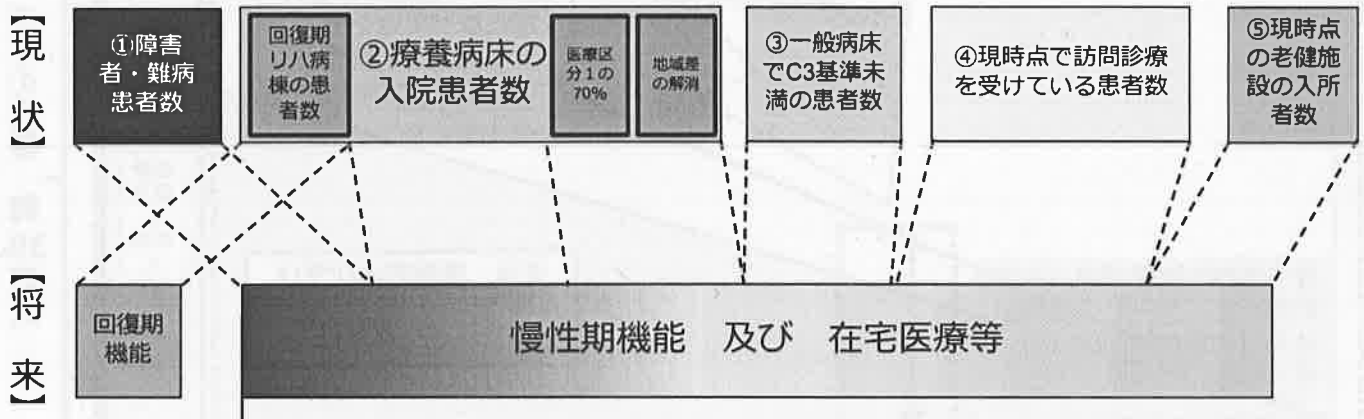 【現状】
①障害
者・難病
患者数
回復期
リハ病
棟の患
者数
②療養病床の
入院患者数
医療区
分1の
70%
地域差
の解消
③一般病床
でC3基準未
満の患者数
④現時点で訪問診療
を受けている患者数
⑤現時点
の老健施
設の入所
者数
【将来】
回復期
機能
慢性期機能 及び 在宅医療等